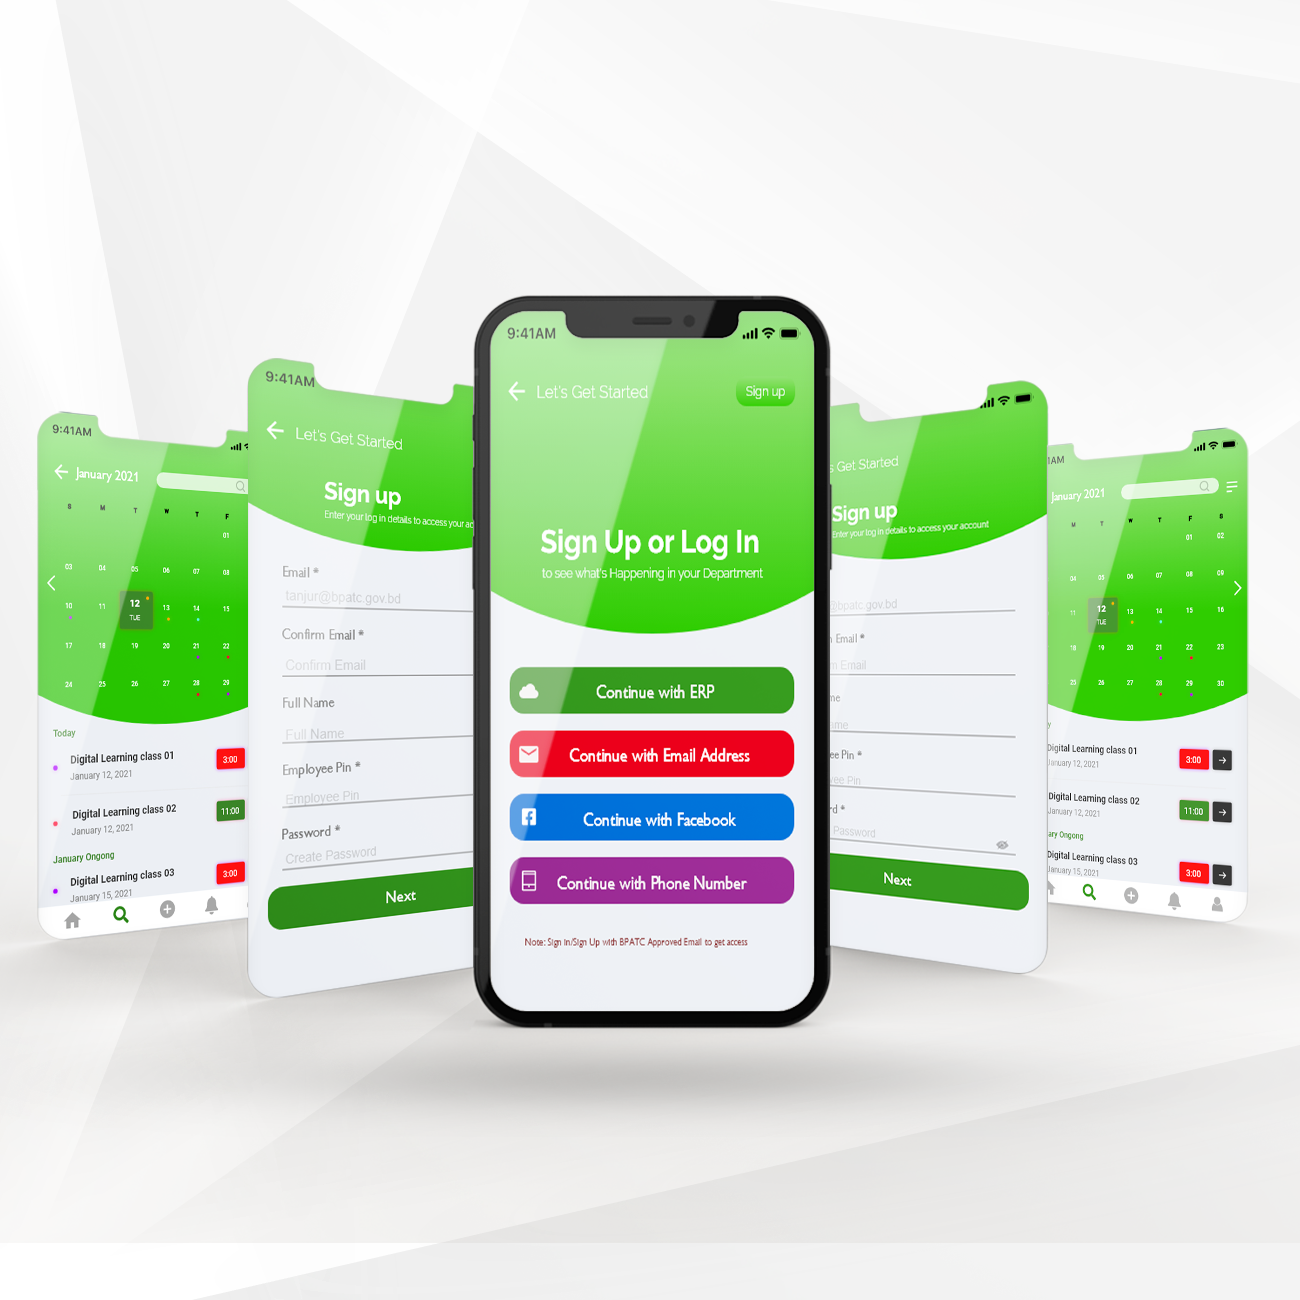 9:41AM
January 2021
S M T W T F
01
03 04 05 06 07 08
10 11 12 13 14 15
TUE
17 18 19 20 21 22
24 25 26 27 28 29
Today
Digital Learning class 01
January 12, 2021
3:00
Digital Learning class 02
January 12, 2021
11:00
January Ongong
Digital Learning class 03
January 15, 2021
3:00
9:41AM
Let's Get Started
Sign up
Enter your log in details to access your ac
Email *
tanjur@bpatc.gov.bd
Confirm Email *
Confirm Email
Full Name
Full Name
Employee Pin *
Employee Pin
Password *
Create Password
Next
9:41AM
Let's Get Started
Sign up
Sign Up or Log In
to see what's Happening in your Department
Continue with ERP
Continue with Email Address
Continue with Facebook
Continue with Phone Number
Note: Sign In/Sign Up with BPATC Approved Email to get access
s Get Started
Sign up
Enter your log in details to access your account
@bpatc.gov.bd
n Email *
m Email
me
ame
ee Pin *
yee Pin
rd *
Password
Next
1AM
January 2021
M T W T F S
01 02
04 05 06 07 08 09
11 12 13 14 15 16
TUE
18 19 20 21 22 23
25 26 27 28 29 30
y
Digital Learning class 01
January 12, 2021
3:00
Digital Learning class 02
January 12, 2021
11:00
ary Ongong
Digital Learning class 03
January 15, 2021
3:00